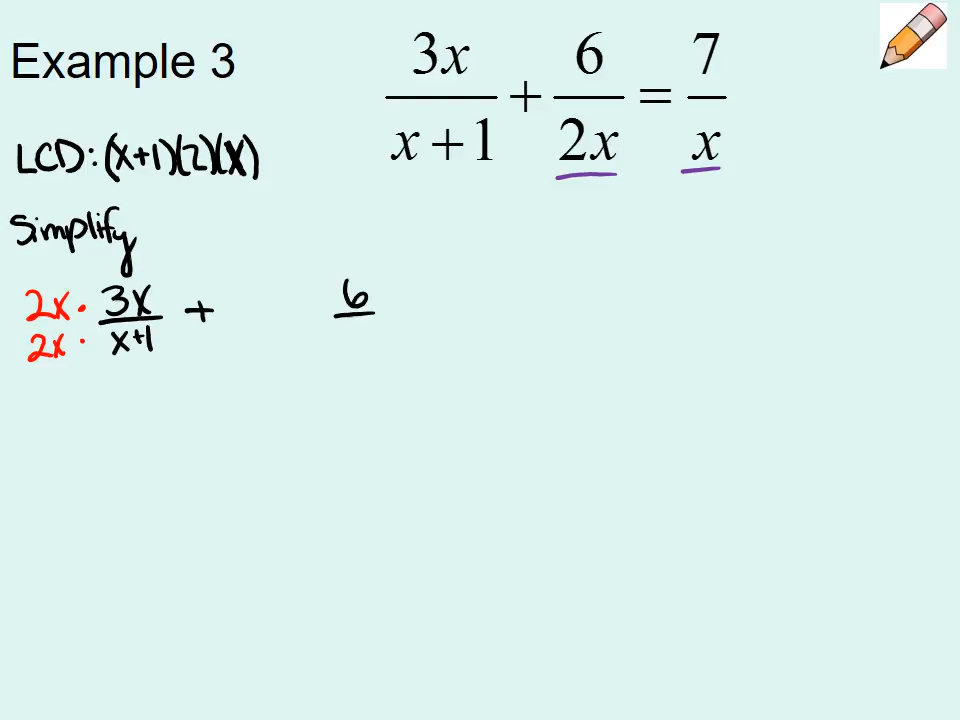 Example 3
3x/(x + 1) + 6/(2x) = 7/x
LCD: (x+1)(2)(x)
Simplify
2x · 3x + 6
2x · x+1